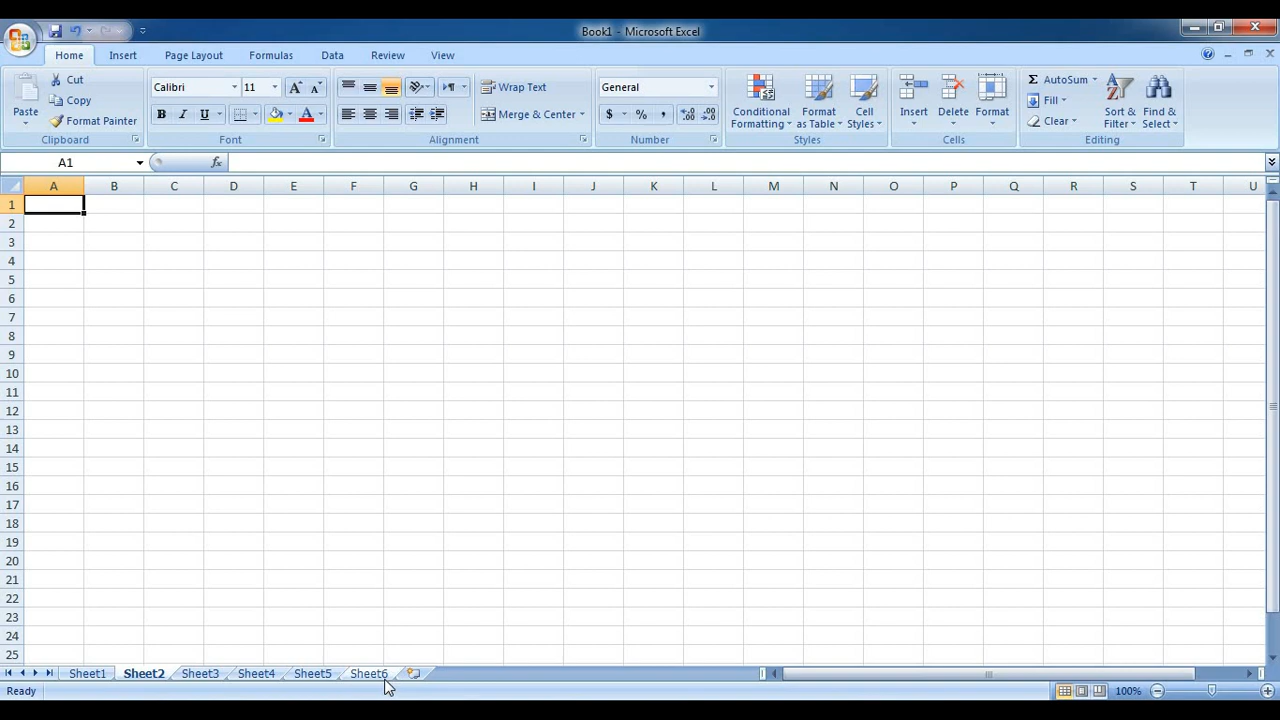 Book1 - Microsoft Excel
Home Insert Page Layout Formulas Data Review View
Paste
Cut
Copy
Format Painter
Clipboard
Calibri 11
B I U A
Font
Wrap Text
Merge & Center
Alignment
General
$ % ,
Number
Conditional Formatting
Format as Table
Cell Styles
Styles
Insert Delete Format
Cells
Σ AutoSum
Fill
Clear
Sort & Filter
Find & Select
Editing
A1 fx
A B C D E F G H I J K L M N O P Q R S T U
1
2
3
4
5
6
7
8
9
10
11
12
13
14
15
16
17
18
19
20
21
22
23
24
25
Sheet1 Sheet2 Sheet3 Sheet4 Sheet5 Sheet6
Ready 100%